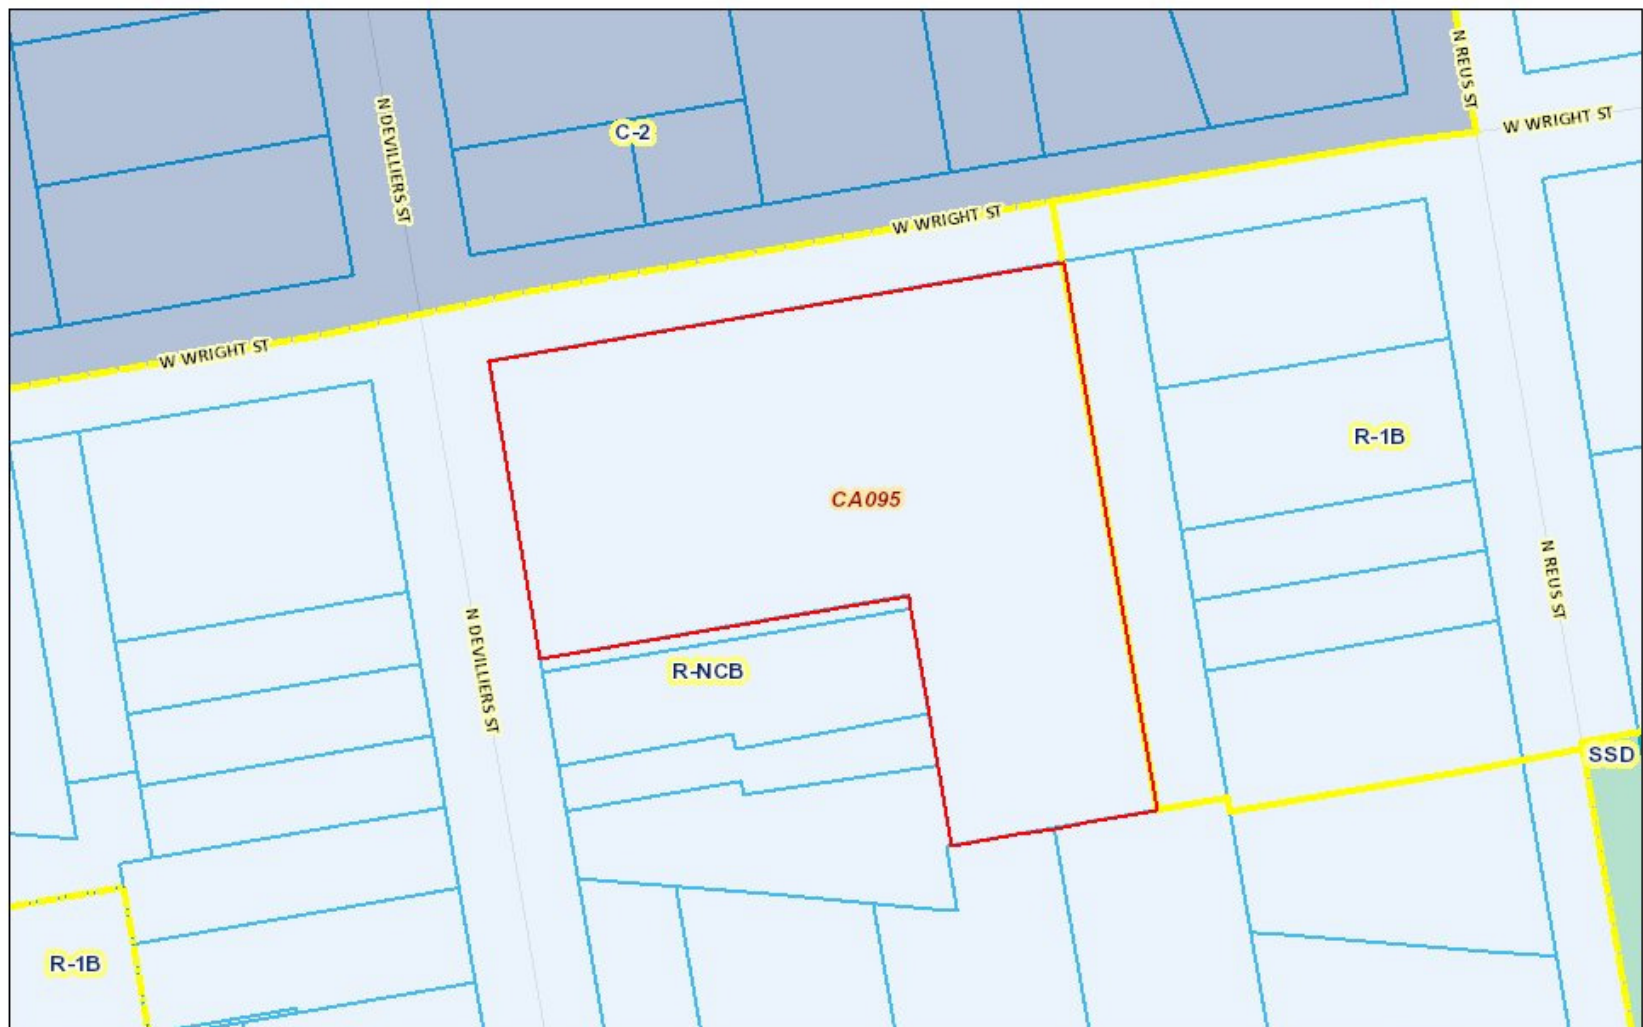 N REUS ST
W WRIGHT ST
N DEVILLIERS ST
C-2
W WRIGHT ST
W WRIGHT ST
R-1B
CA095
N REUS ST
N DEVILLIERS ST
R-NCB
SSD
R-1B